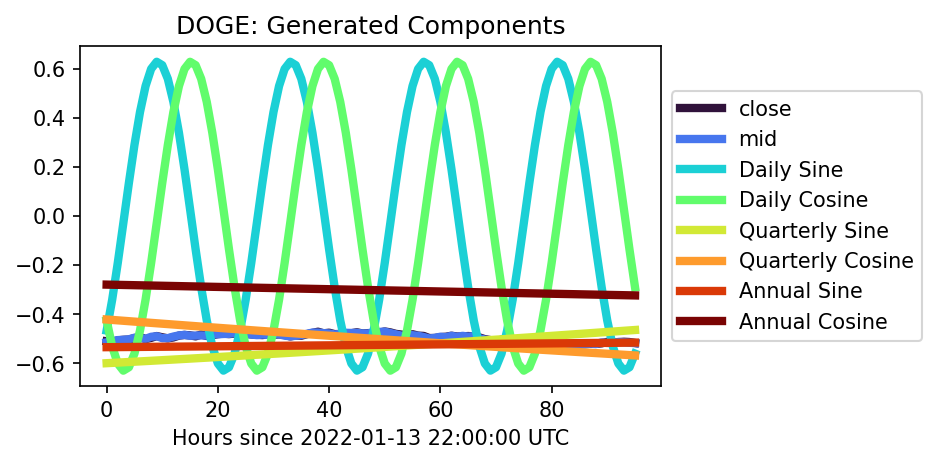 DOGE: Generated Components
0.6
0.4
0.2
0.0
−0.2
−0.4
−0.6
0
20
40
60
80
Hours since 2022-01-13 22:00:00 UTC
close
mid
Daily Sine
Daily Cosine
Quarterly Sine
Quarterly Cosine
Annual Sine
Annual Cosine